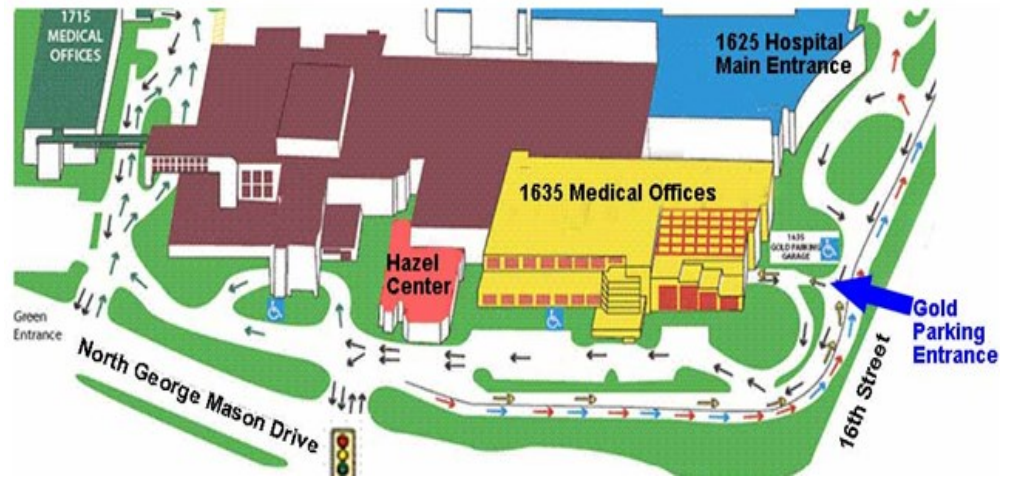 1715
MEDICAL
OFFICES
1625 Hospital
Main Entrance
1635 Medical Offices
1635
GOLD PARKING
GARAGE
Hazel
Center
Gold
Parking
Entrance
Green
Entrance
North George Mason Drive
16th Street